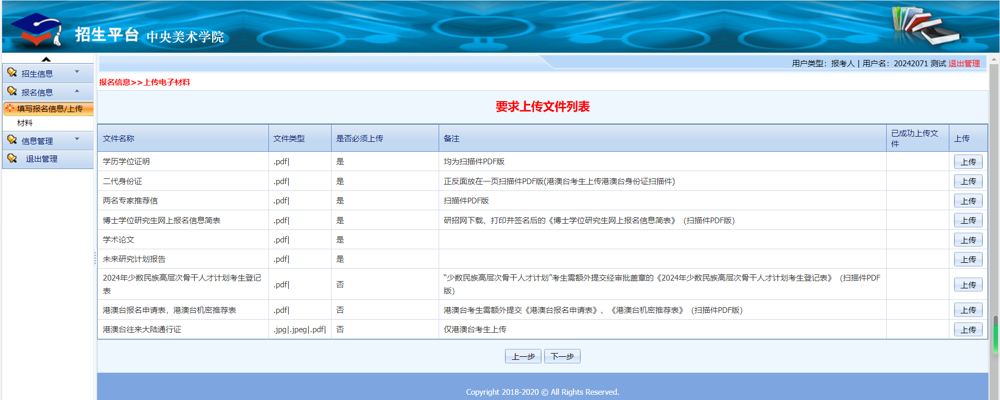 招生平台 中央美术学院
用户类型：报考人 | 用户名：20242071 测试 退出管理
招生信息
报名信息
填写报名信息/上传
材料
信息管理
退出管理
报名信息>>上传电子材料
要求上传文件列表
文件名称 文件类型 是否必须上传 备注 已成功上传文件 上传
学历学位证明 .pdf| 是 均为扫描件PDF版 上传
二代身份证 .pdf| 是 正反面放在一页扫描件PDF版(港澳台考生上传港澳台身份证扫描件) 上传
两名专家推荐信 .pdf| 是 扫描件PDF版 上传
博士学位研究生网上报名信息简表 .pdf| 是 研招网下载、打印并签名后的《博士学位研究生网上报名信息简表》（扫描件PDF版） 上传
学术论文 .pdf| 是 上传
未来研究计划报告 .pdf| 是 上传
2024年少数民族高层次骨干人才计划考生登记表 .pdf| 否 “少数民族高层次骨干人才计划”考生需额外提交经审批盖章的《2024年少数民族高层次骨干人才计划考生登记表》（扫描件PDF版） 上传
港澳台报名申请表，港澳台机密推荐表 .pdf| 否 港澳台考生需额外提交《港澳台报名申请表》、《港澳台机密推荐表》（扫描件PDF版） 上传
港澳台往来大陆通行证 .jpg|.jpeg|.pdf| 否 仅港澳台考生上传 上传
上一步 下一步
Copyright 2018-2020 © All Rights Reserved.